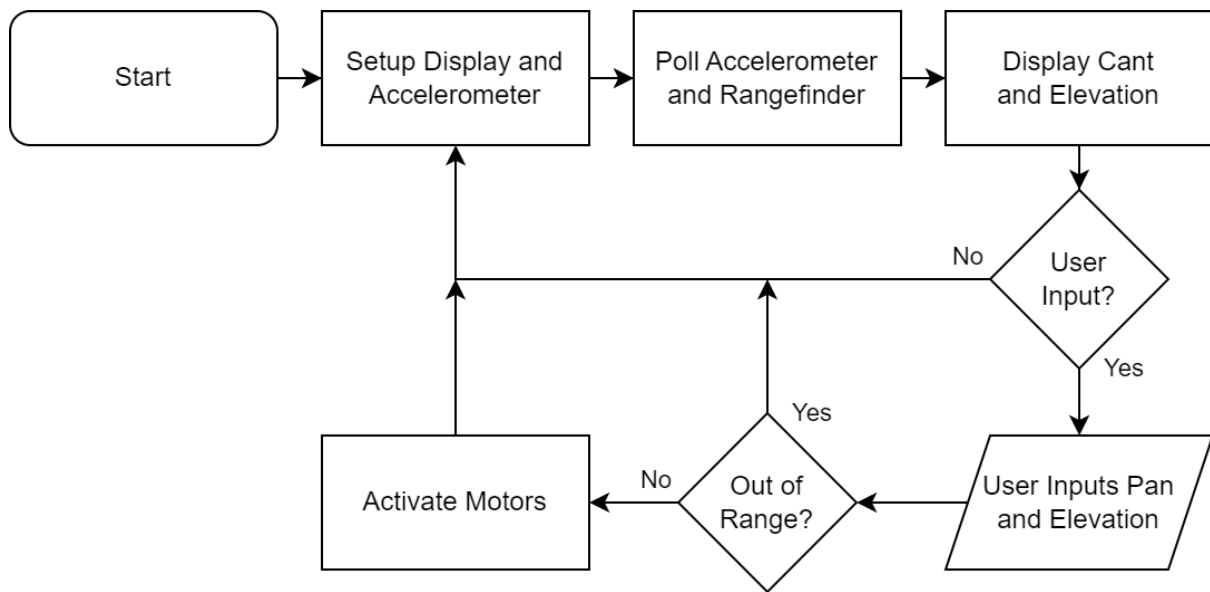 Start
Setup Display and
Accelerometer
Poll Accelerometer
and Rangefinder
Display Cant
and Elevation
No
User
Input?
Yes
Yes
No
Activate Motors
Out of
Range?
User Inputs Pan
and Elevation